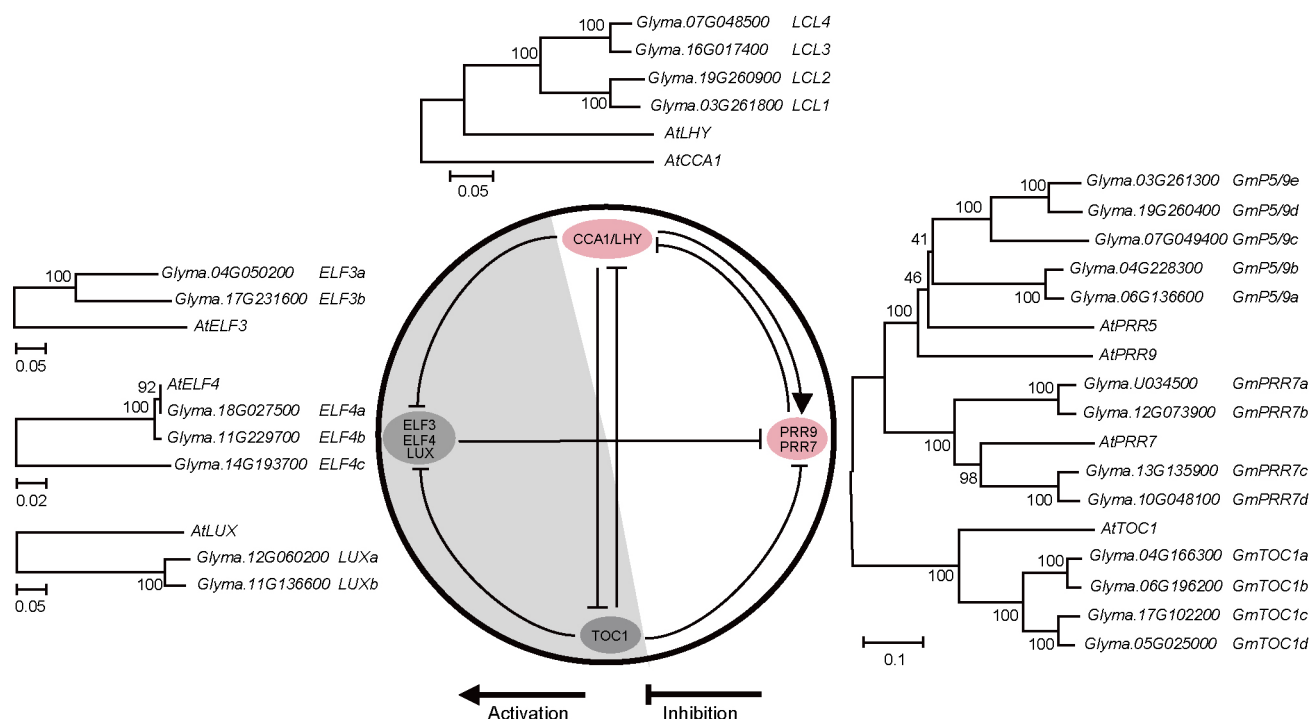 100
Glyma.07G048500 LCL4
100
Glyma.16G017400 LCL3
Glyma.19G260900 LCL2
100
Glyma.03G261800 LCL1
AtLHY
AtCCA1
0.05
100
Glyma.04G050200 ELF3a
Glyma.17G231600 ELF3b
AtELF3
0.05
92
AtELF4
100
Glyma.18G027500 ELF4a
Glyma.11G229700 ELF4b
Glyma.14G193700 ELF4c
0.02
AtLUX
Glyma.12G060200 LUXa
100
Glyma.11G136600 LUXb
0.05
CCA1/LHY
ELF3
ELF4
LUX
PRR9
PRR7
TOC1
Activation
Inhibition
100
Glyma.03G261300 GmP5/9e
100
Glyma.19G260400 GmP5/9d
41
Glyma.07G049400 GmP5/9c
46
Glyma.04G228300 GmP5/9b
100
Glyma.06G136600 GmP5/9a
100
AtPRR5
AtPRR9
100
Glyma.U034500 GmPRR7a
Glyma.12G073900 GmPRR7b
100
AtPRR7
98
Glyma.13G135900 GmPRR7c
100
Glyma.10G048100 GmPRR7d
AtTOC1
100
Glyma.04G166300 GmTOC1a
100
Glyma.06G196200 GmTOC1b
100
Glyma.17G102200 GmTOC1c
100
Glyma.05G025000 GmTOC1d
0.1